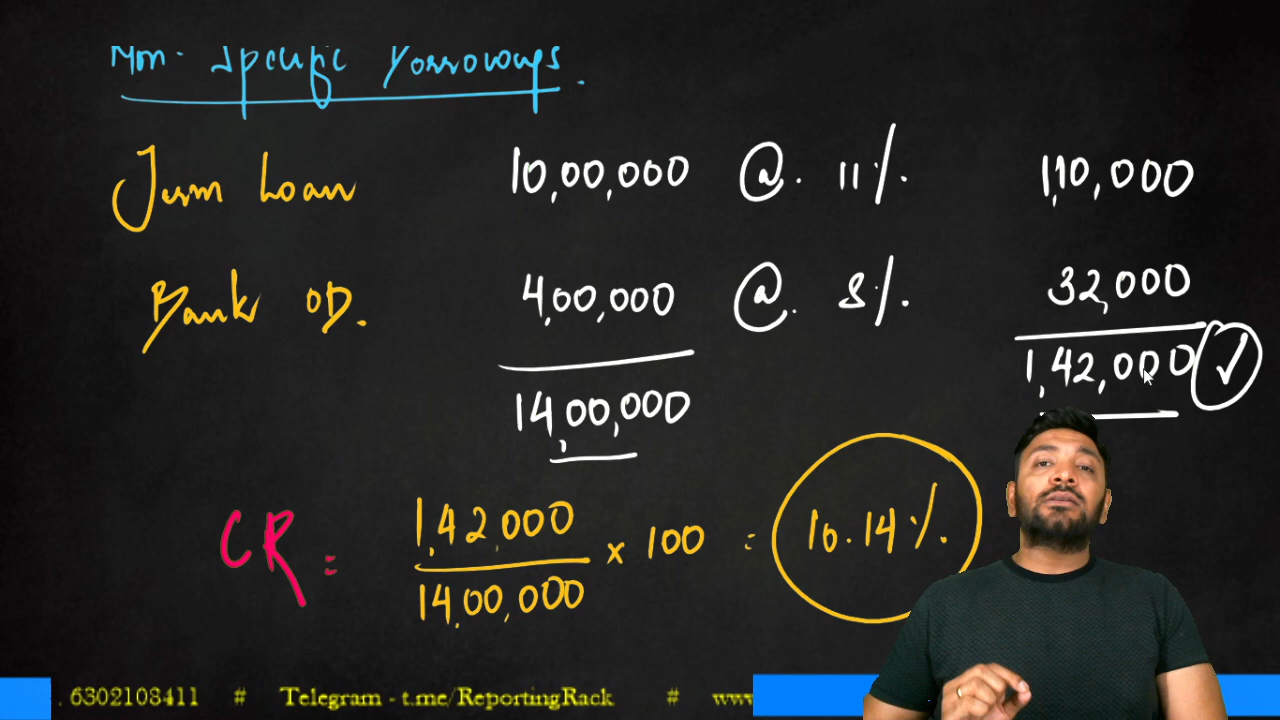 Non-Specific Borrowings.
Term Loan 10,00,000 @. 11%. 1,10,000
Bank OD. 4,00,000 @. 8%. 32,000
14,00,000 1,42,000 ✓
CR = 1,42,000 / 14,00,000 × 100 = 10.14%.
. 6302108411 # Telegram - t.me/ReportingRack # www